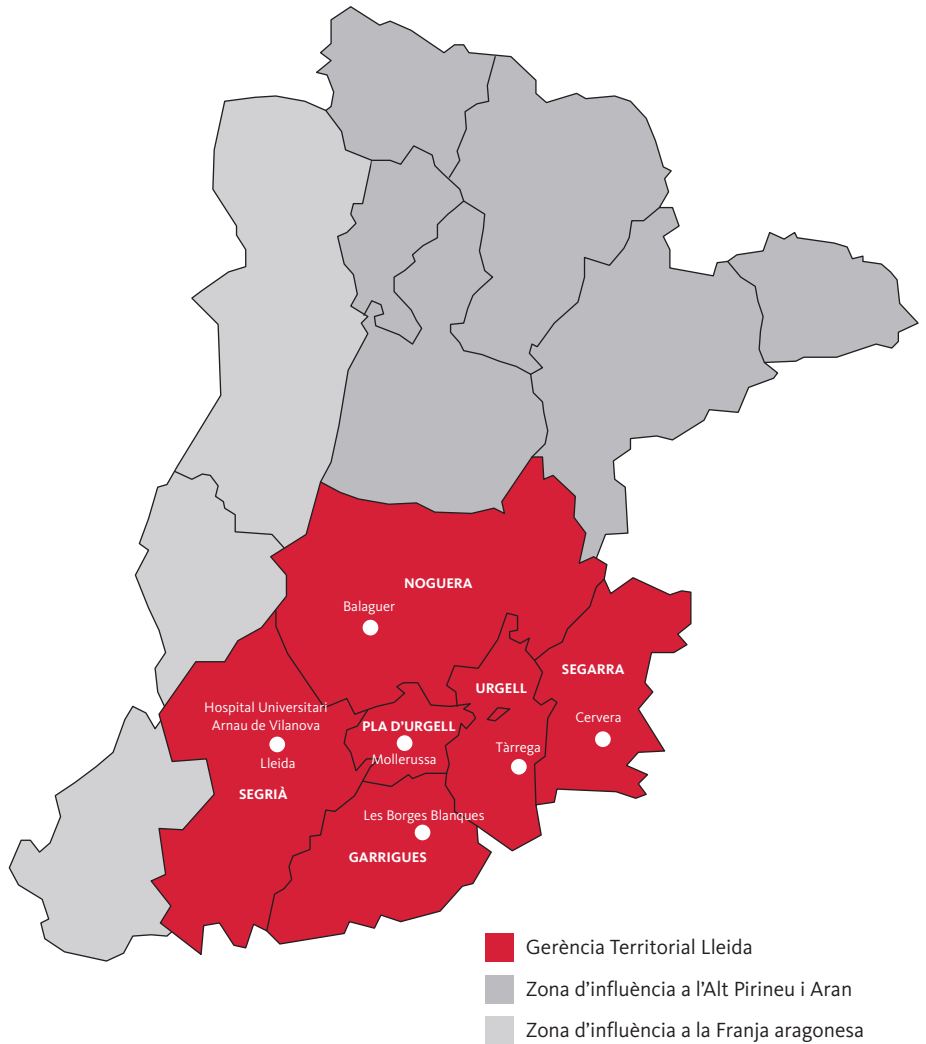 NOGUERA
Balaguer
SEGARRA
URGELL
Hospital Universitari
Arnau de Vilanova
Lleida
SEGRIÀ
PLA D'URGELL
Mollerussa
Tàrrega
Cervera
Les Borges Blanques
GARRIGUES
Gerència Territorial Lleida
Zona d'influència a l'Alt Pirineu i Aran
Zona d'influència a la Franja aragonesa